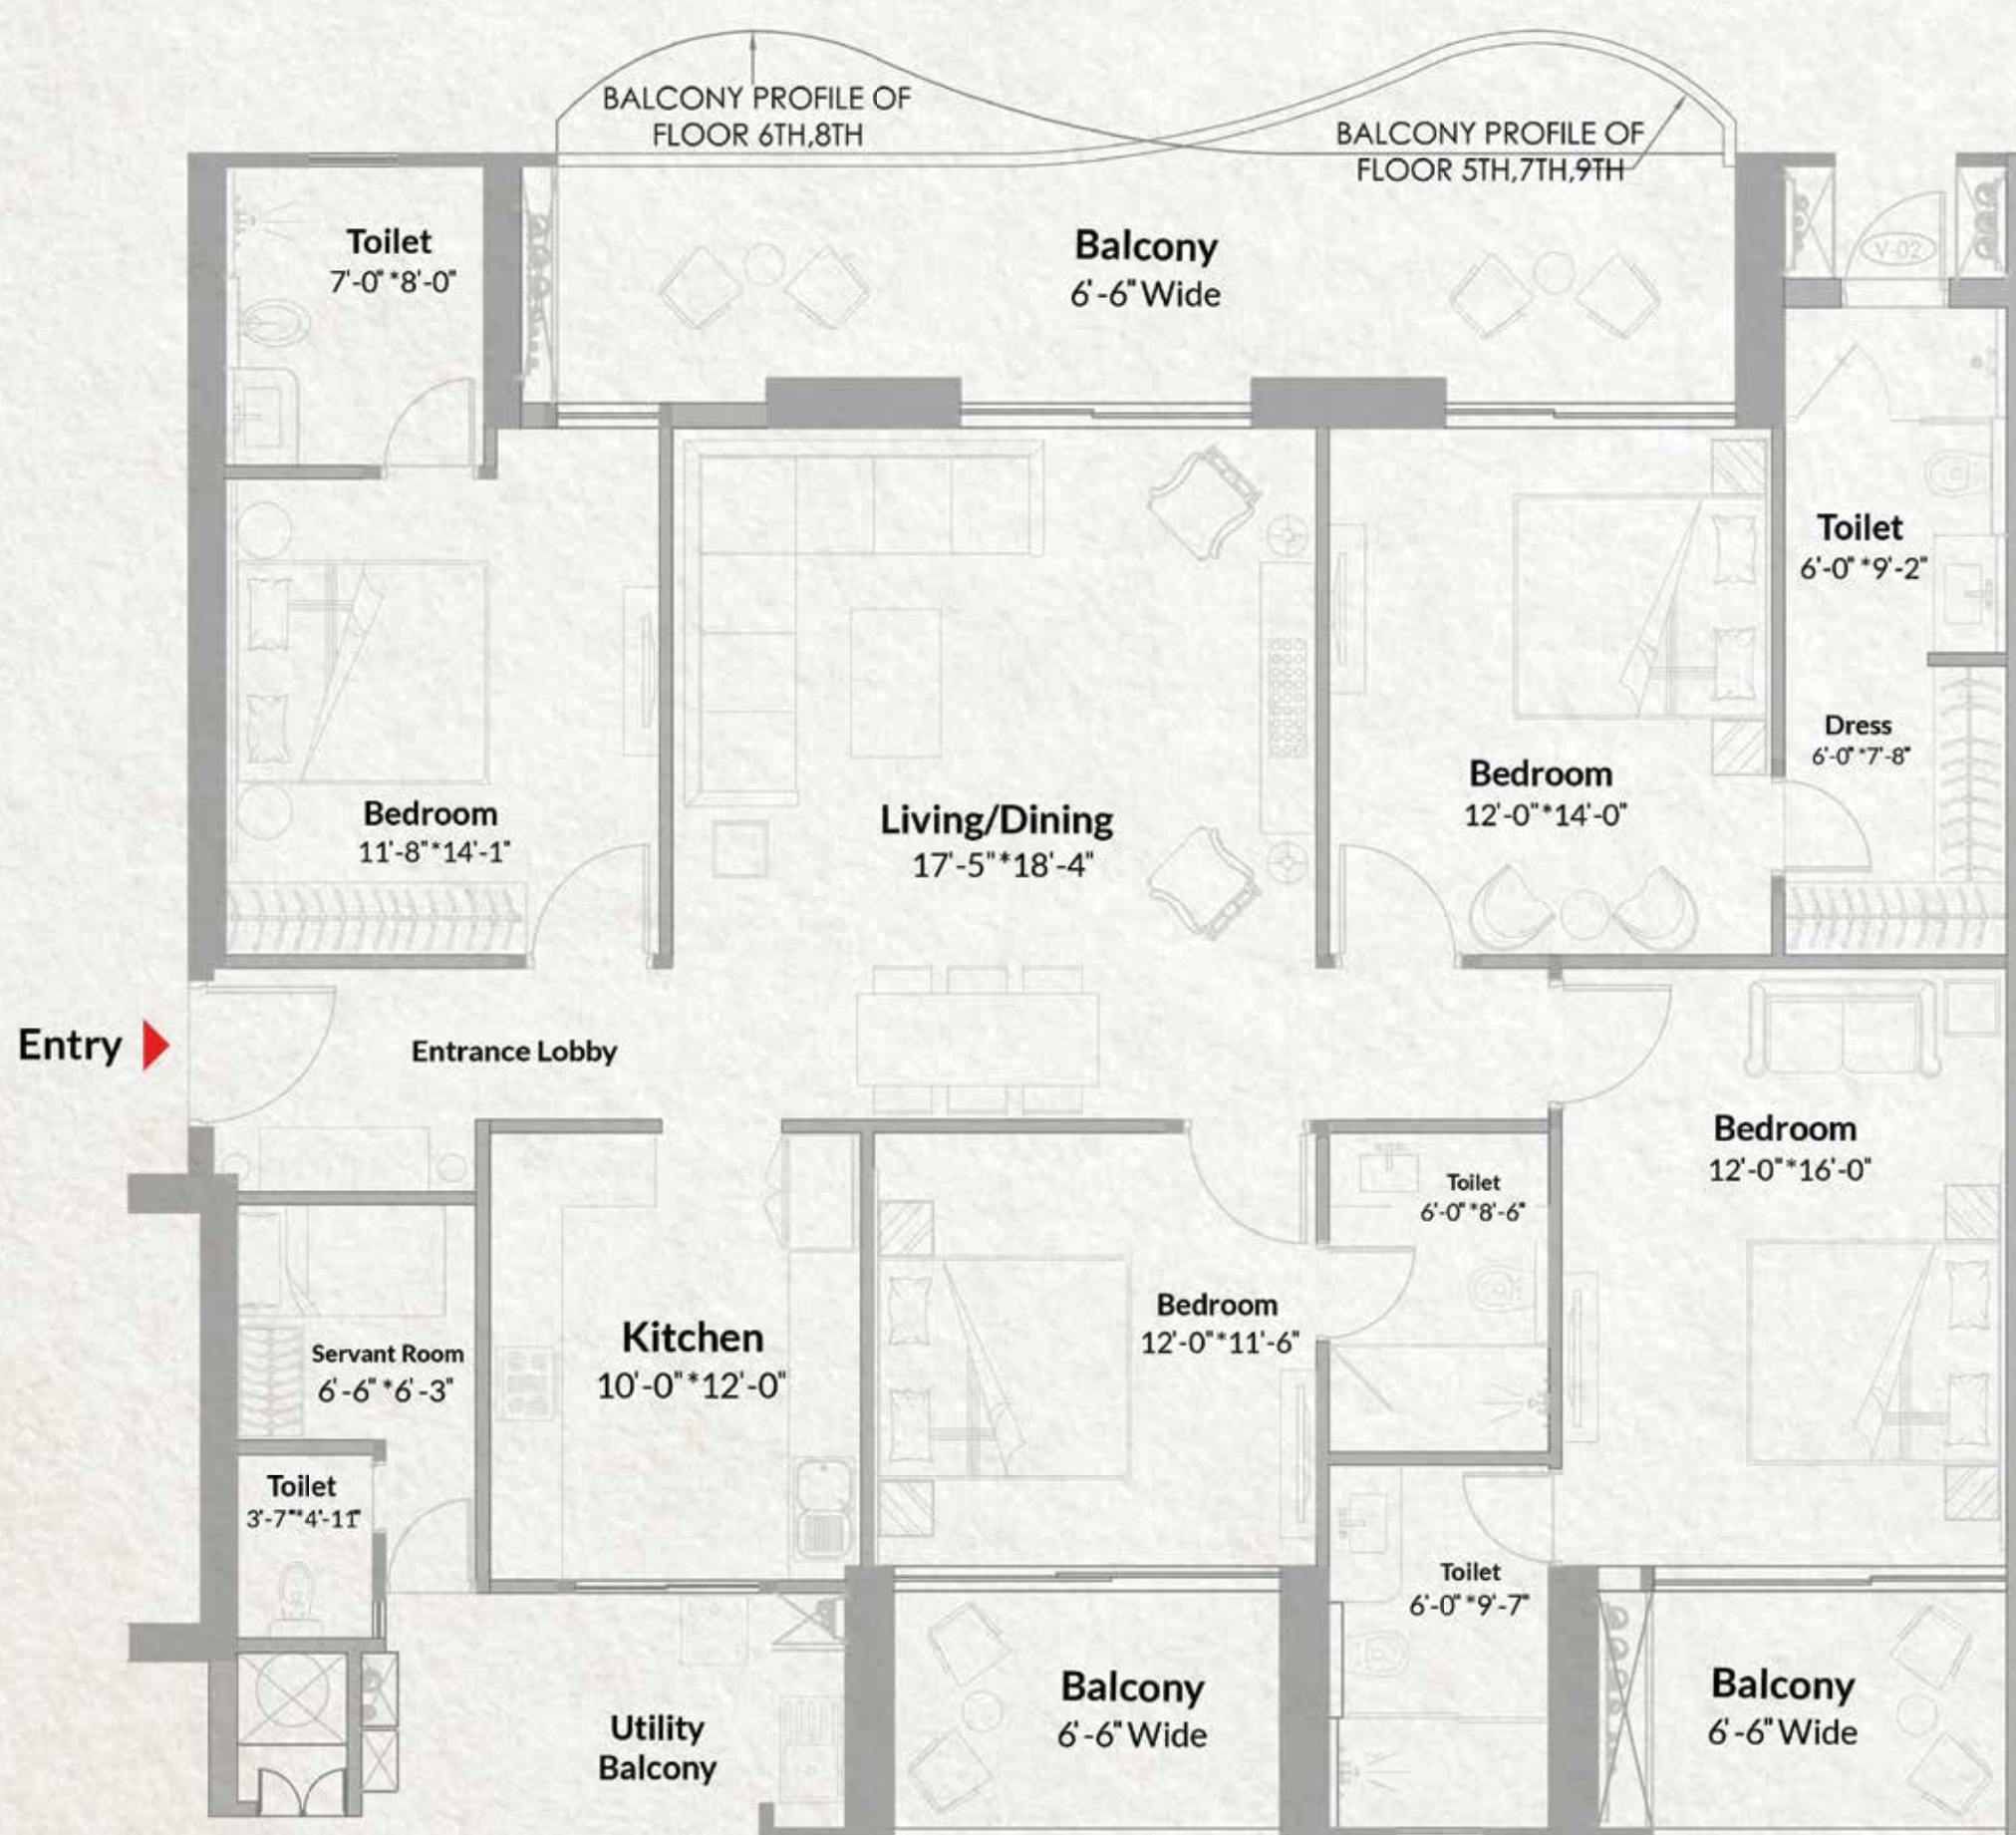 BALCONY PROFILE OF
FLOOR 6TH,8TH
BALCONY PROFILE OF
FLOOR 5TH,7TH,9TH
Toilet
7'-0"*8'-0"
Balcony
6'-6" Wide
V-02
Toilet
6'-0"*9'-2"
Dress
6'-0"*7'-8"
Bedroom
12'-0"*14'-0"
Bedroom
11'-8"*14'-1"
Living/Dining
17'-5"*18'-4"
Entry
Entrance Lobby
Bedroom
12'-0"*16'-0"
Toilet
6'-0"*8'-6"
Bedroom
12'-0"*11'-6"
Kitchen
10'-0"*12'-0"
Servant Room
6'-6"*6'-3"
Toilet
3'-7"*4'-11"
Toilet
6'-0"*9'-7"
Utility
Balcony
Balcony
6'-6" Wide
Balcony
6'-6" Wide